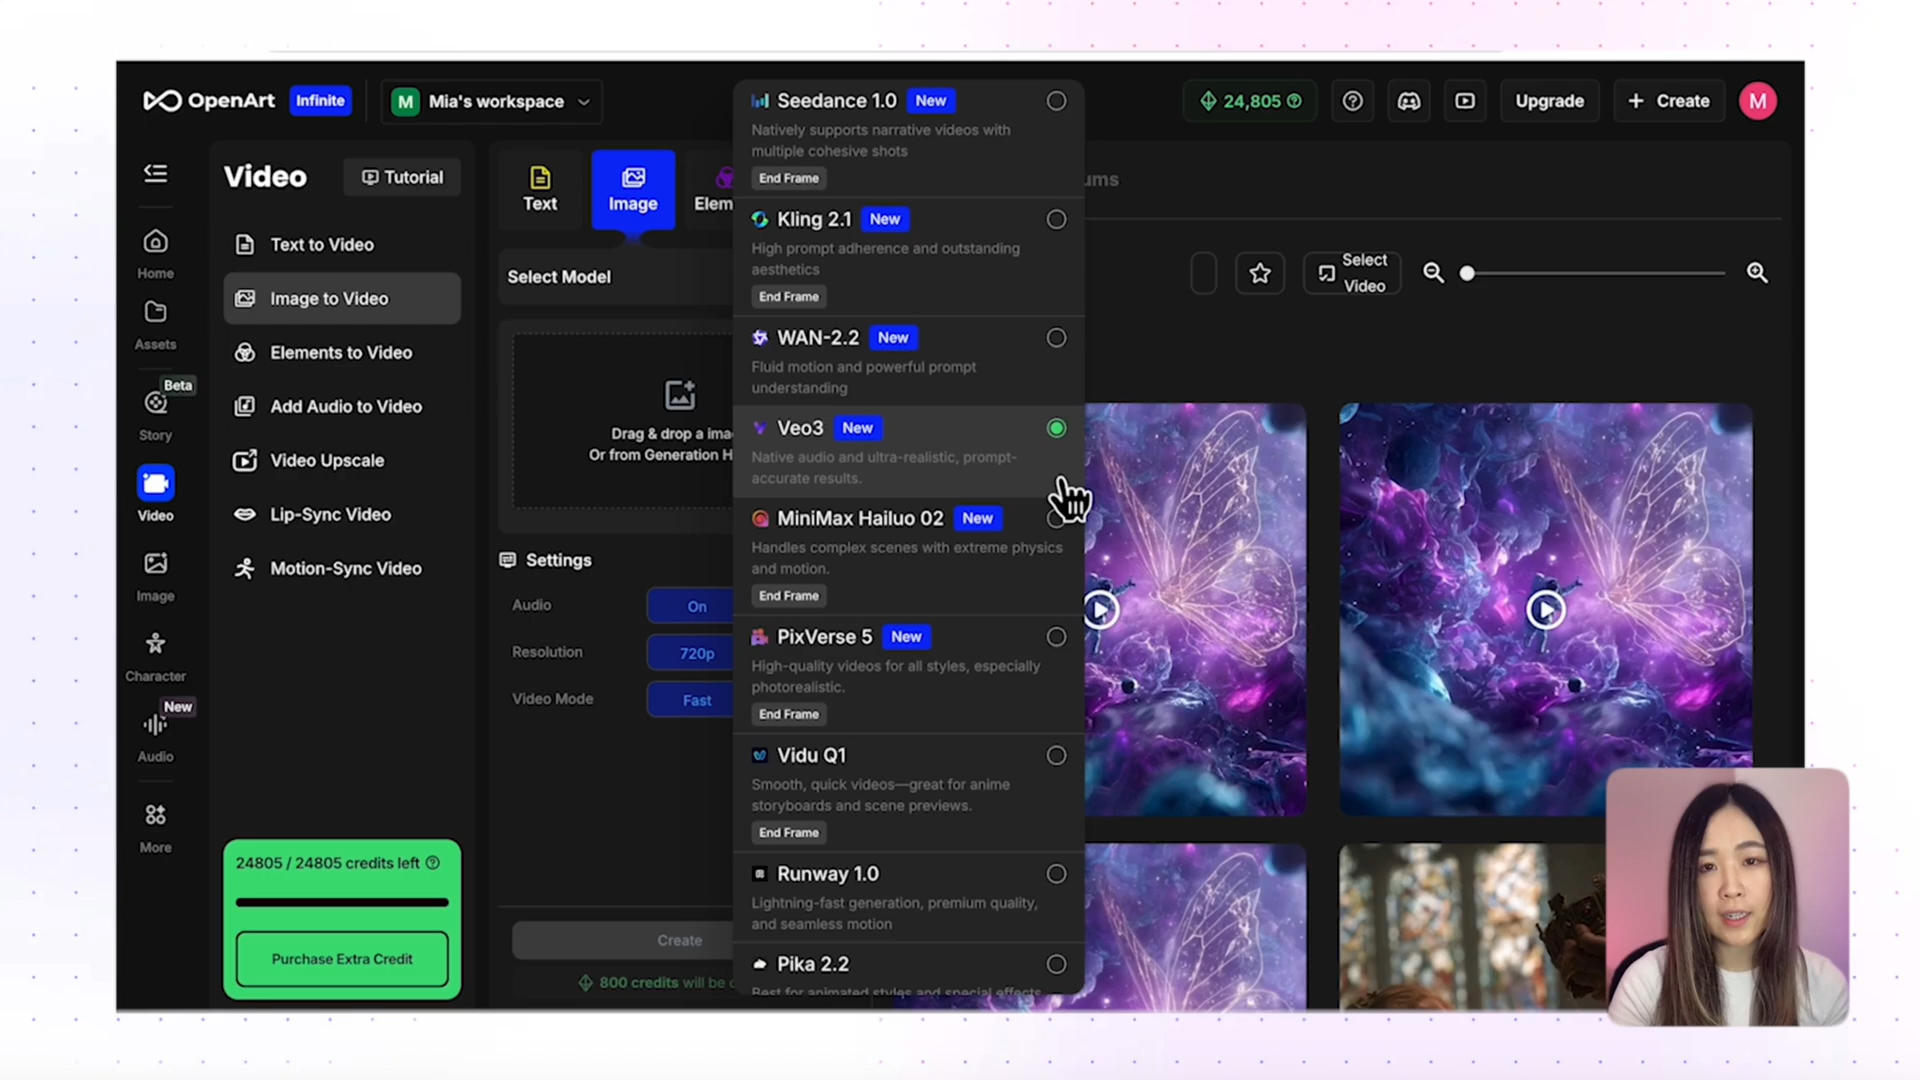 OpenArt
Infinite
M
Mia's workspace
24,805
Upgrade
+ Create
M
Home
Assets
Beta
Story
Video
Image
Character
New
Audio
More
Video
Tutorial
Text to Video
Image to Video
Elements to Video
Add Audio to Video
Video Upscale
Lip-Sync Video
Motion-Sync Video
24805 / 24805 credits left
Purchase Extra Credit
Text
Image
Elem
Select Model
Drag & drop a ima
Or from Generation H
Settings
Audio
On
Resolution
720p
Video Mode
Fast
Create
800 credits will be
Seedance 1.0 New
Natively supports narrative videos with
multiple cohesive shots
End Frame
Kling 2.1 New
High prompt adherence and outstanding
aesthetics
End Frame
WAN-2.2 New
Fluid motion and powerful prompt
understanding
Veo3 New
Native audio and ultra-realistic, prompt-
accurate results.
MiniMax Hailuo 02 New
Handles complex scenes with extreme physics
and motion.
End Frame
PixVerse 5 New
High-quality videos for all styles, especially
photorealistic.
End Frame
Vidu Q1
Smooth, quick videos—great for anime
storyboards and scene previews.
End Frame
Runway 1.0
Lightning-fast generation, premium quality,
and seamless motion
Pika 2.2
Best for animated styles and special effects
ums
Select
Video